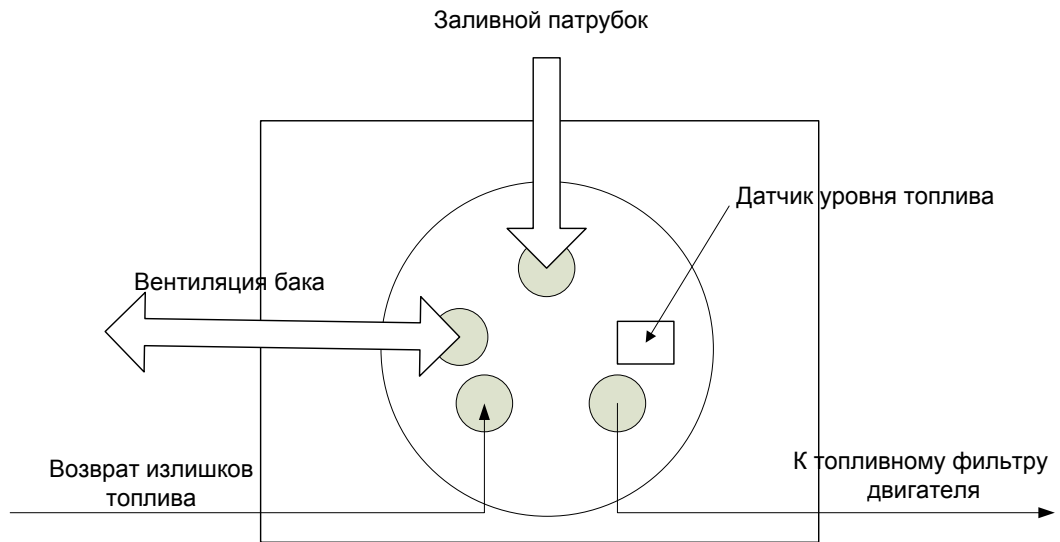 Заливной патрубок
Датчик уровня топлива
Вентиляция бака
Возврат излишков
топлива
К топливному фильтру
двигателя